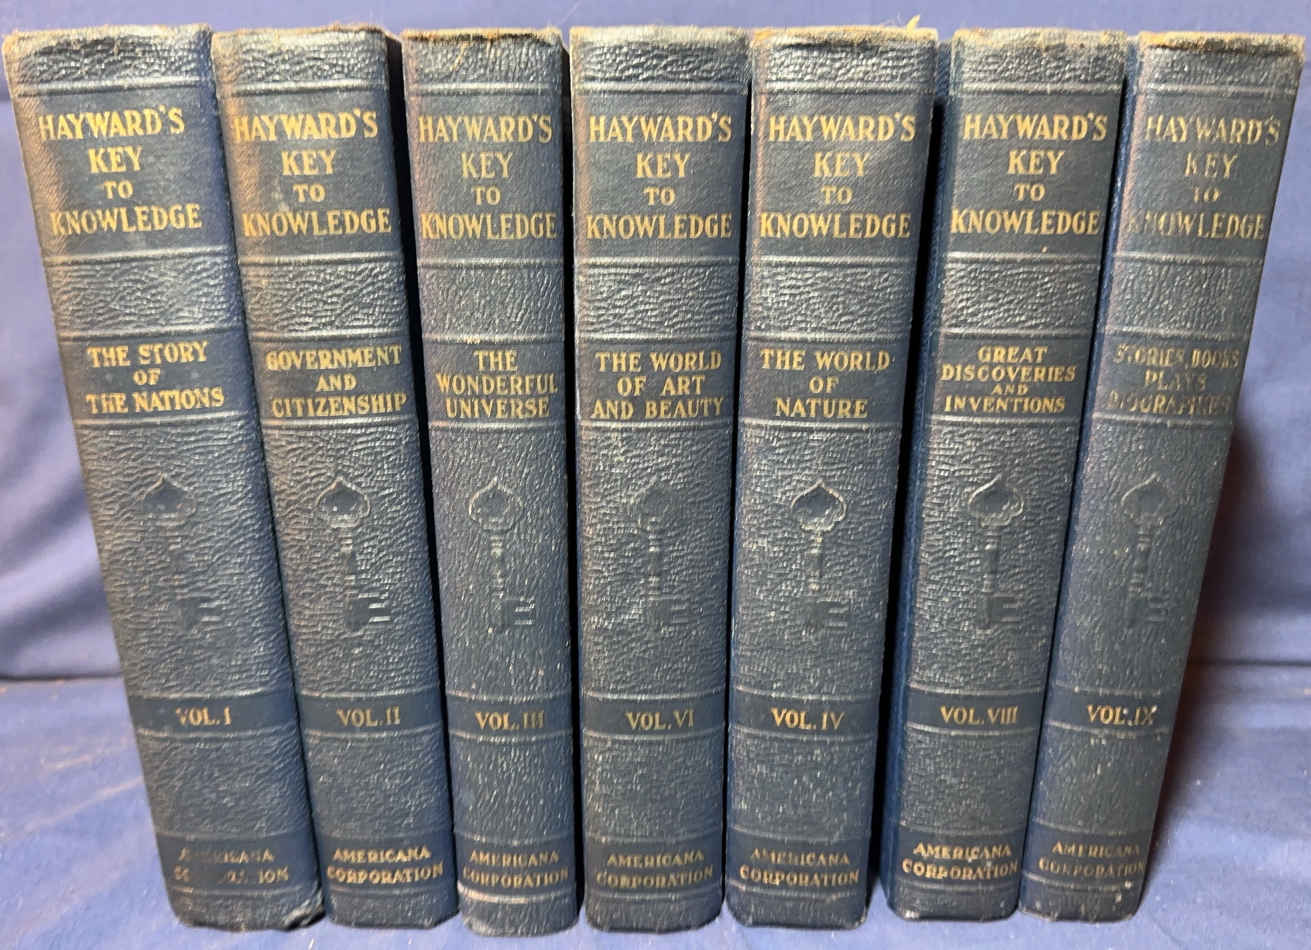 HAYWARD'S
KEY
TO
KNOWLEDGE
THE STORY
OF
THE NATIONS
VOL. I
AMERICANA
HAYWARD'S
KEY
TO
KNOWLEDGE
GOVERNMENT
AND
CITIZENSHIP
VOL. II
AMERICANA
CORPORATION
HAYWARD'S
KEY
TO
KNOWLEDGE
THE
WONDERFUL
UNIVERSE
VOL. III
AMERICANA
CORPORATION
HAYWARD'S
KEY
TO
KNOWLEDGE
THE WORLD
OF ART
AND BEAUTY
VOL. VI
AMERICANA
CORPORATION
HAYWARD'S
KEY
TO
KNOWLEDGE
THE WORLD
OF
NATURE
VOL. IV
AMERICANA
CORPORATION
HAYWARD'S
KEY
TO
KNOWLEDGE
GREAT
DISCOVERIES
AND
INVENTIONS
VOL. VIII
AMERICANA
CORPORATION
HAYWARD'S
KEY
TO
KNOWLEDGE
STORIES, BOOKS
PLAYS
BIOGRAPHIES
VOL. IX
AMERICANA
CORPORATION